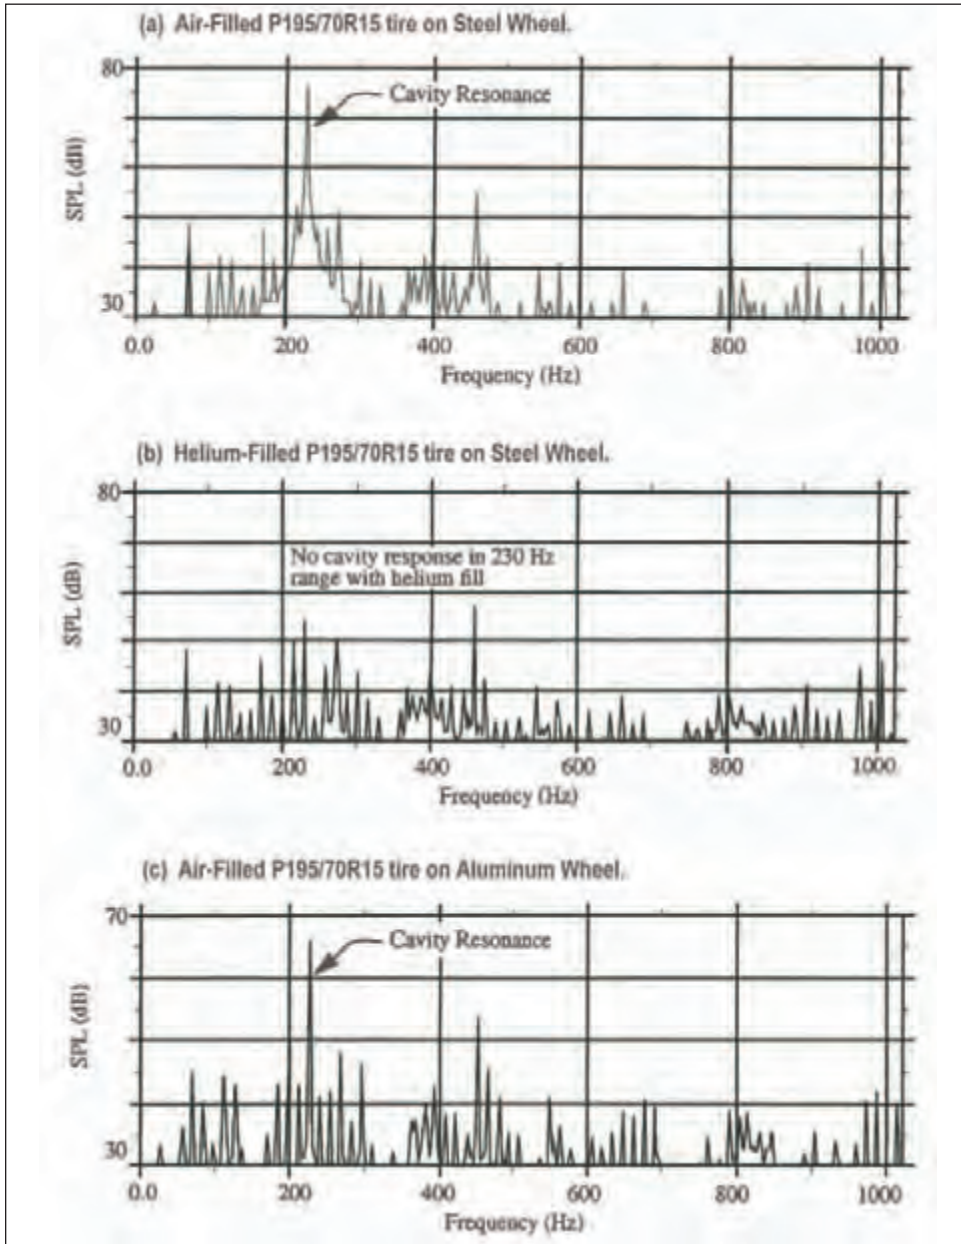 (a) Air-Filled P195/70R15 tire on Steel Wheel.
80
Cavity Resonance
SPL (dB)
30
0.0 200 400 600 800 1000
Frequency (Hz)
(b) Helium-Filled P195/70R15 tire on Steel Wheel.
80
No cavity response in 230 Hz
range with helium fill
SPL (dB)
30
0.0 200 400 600 800 1000
Frequency (Hz)
(c) Air-Filled P195/70R15 tire on Aluminum Wheel.
70
Cavity Resonance
SPL (dB)
30
0.0 200 400 600 800 1000
Frequency (Hz)